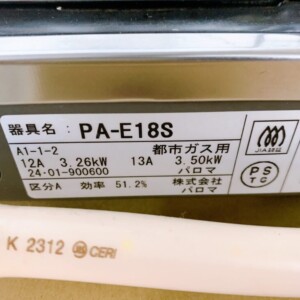 器具名： PA-E18S
A1-1-2 都市ガス用
12A 3.26kW 13A 3.50kW
24-01-900600 パロマ
区分A 効率 51.2% 株式会社
パロマ
JIA認証
PS
TG
K 2312 CERI